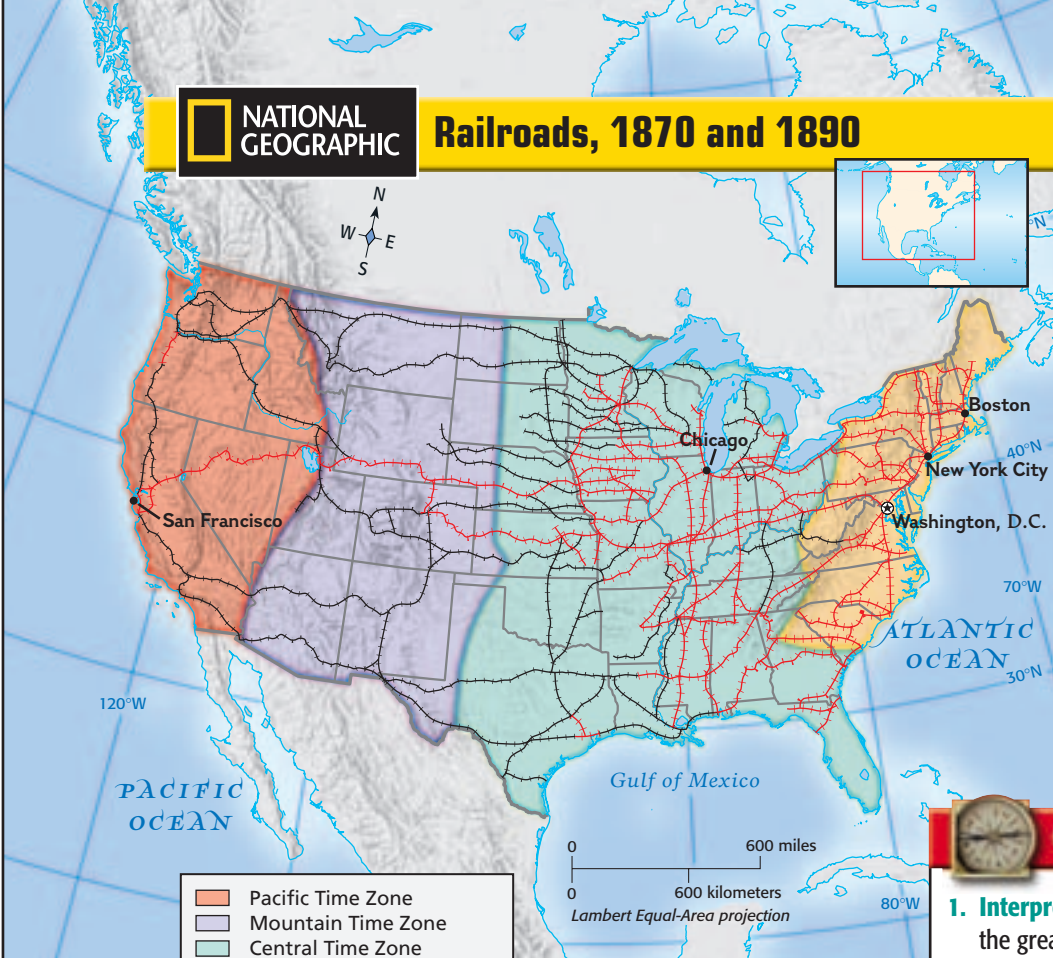 NATIONAL
GEOGRAPHIC
Railroads, 1870 and 1890
N
W E
S
°N
Boston
Chicago
40°N
New York City
San Francisco
Washington, D.C.
70°W
ATLANTIC
OCEAN
30°N
120°W
PACIFIC
OCEAN
Gulf of Mexico
0 600 miles
0 600 kilometers
Lambert Equal-Area projection
80°W
Pacific Time Zone
Mountain Time Zone
Central Time Zone
1. Interpr
the grea